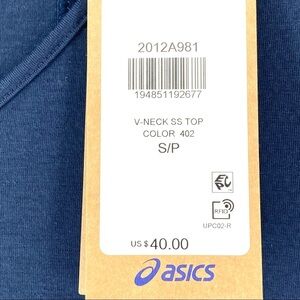 2012A981
194851192677
V-NECK SS TOP
COLOR 402
S/P
RFID
UPC02-R
US $40.00
asics